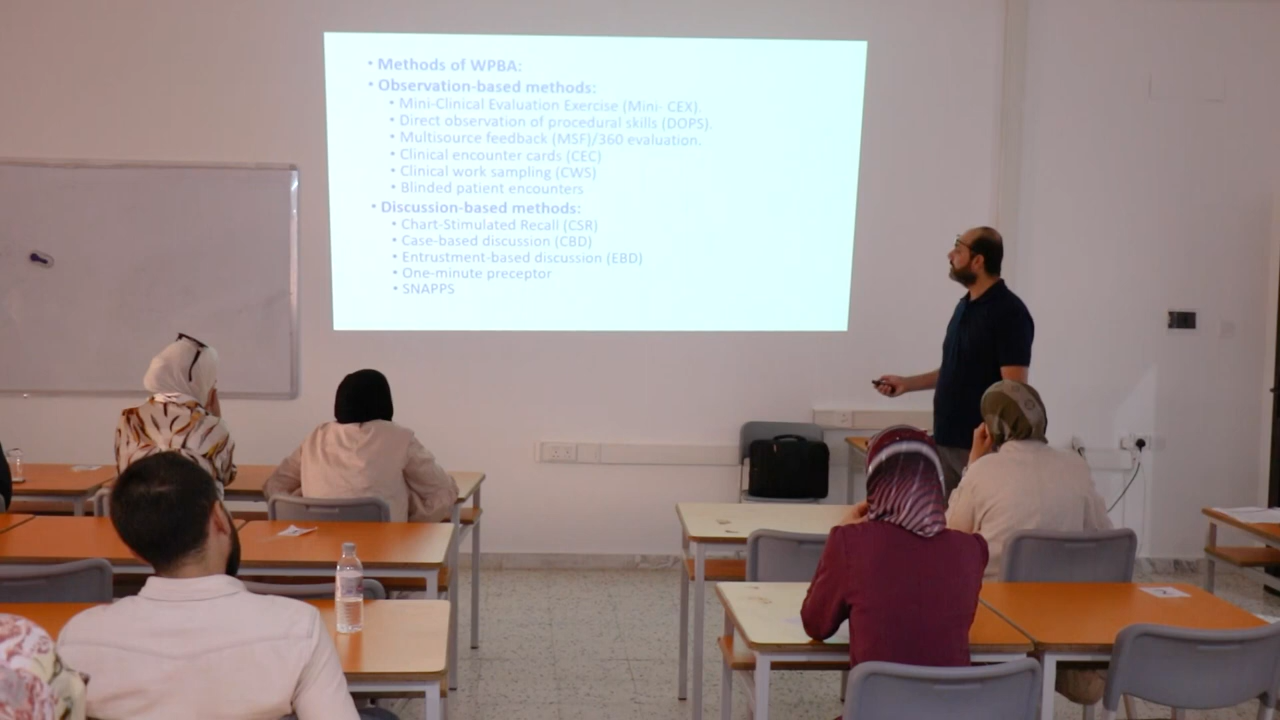 • Methods of WPBA:
• Observation-based methods:
• Mini-Clinical Evaluation Exercise (Mini- CEX).
• Direct observation of procedural skills (DOPS).
• Multisource feedback (MSF)/360 evaluation.
• Clinical encounter cards (CEC)
• Clinical work sampling (CWS)
• Blinded patient encounters
• Discussion-based methods:
• Chart-Stimulated Recall (CSR)
• Case-based discussion (CBD)
• Entrustment-based discussion (EBD)
• One-minute preceptor
• SNAPPS